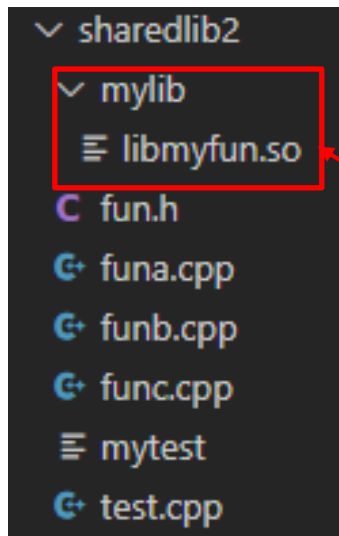 sharedlib2
mylib
libmyfun.so
C fun.h
C+ funa.cpp
C+ funb.cpp
C+ func.cpp
mytest
C+ test.cpp